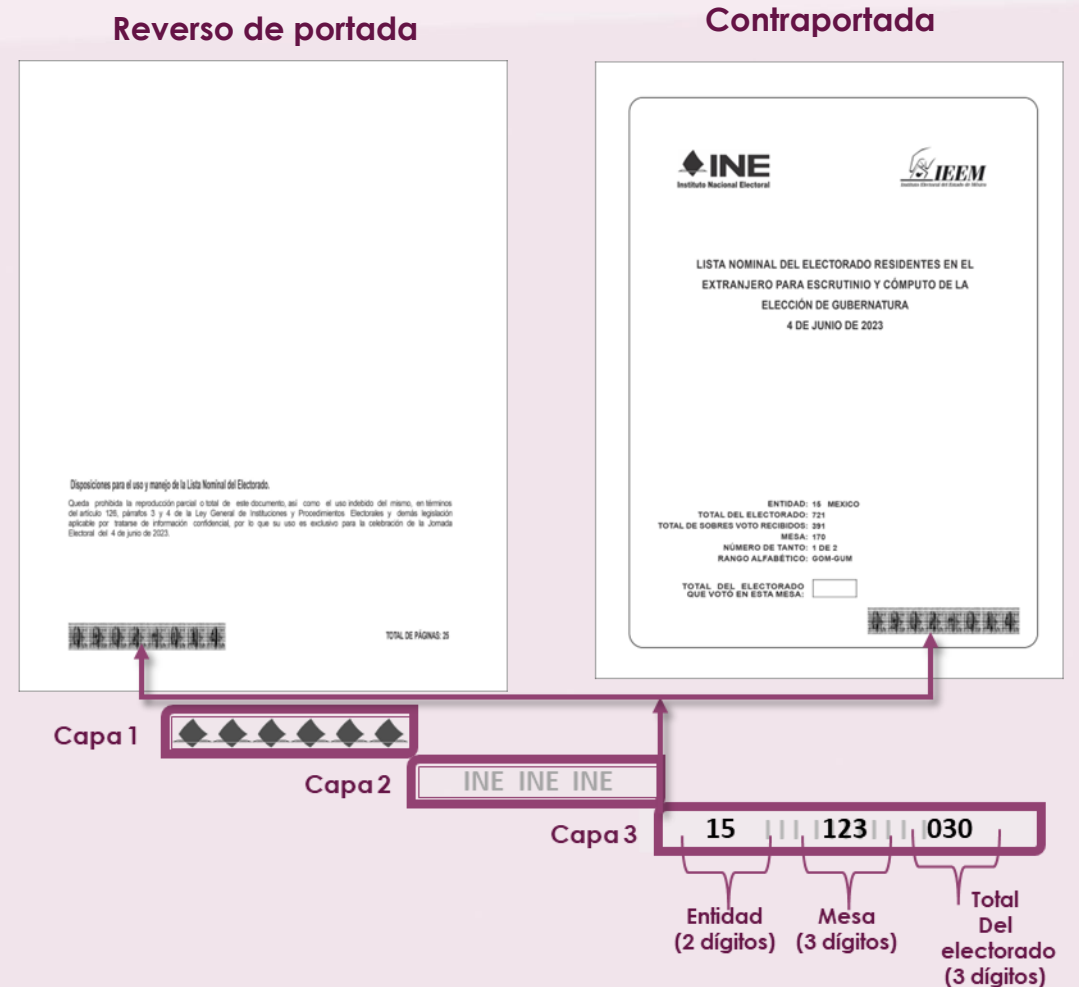 Reverso de portada
Contraportada
Disposiciones para el uso y manejo de la Lista Nominal del Electorado.
Queda prohibida la reproducción parcial o total de este documento, así como el uso indebido del mismo, en términos
del artículo 126, párrafos 3 y 4 de la Ley General de Instituciones y Procedimientos Electorales y demás legislación
aplicable por tratarse de información confidencial, por lo que su uso es exclusivo para la celebración de la Jornada
Electoral del 4 de junio de 2023.
TOTAL DE PÁGINAS: 25
INE
Instituto Nacional Electoral
IEEM
Instituto Electoral del Estado de México
LISTA NOMINAL DEL ELECTORADO RESIDENTES EN EL
EXTRANJERO PARA ESCRUTINIO Y CÓMPUTO DE LA
ELECCIÓN DE GUBERNATURA
4 DE JUNIO DE 2023
ENTIDAD: 15 MEXICO
TOTAL DEL ELECTORADO: 721
TOTAL DE SOBRES VOTO RECIBIDOS: 391
MESA: 170
NÚMERO DE TANTO: 1 DE 2
RANGO ALFABÉTICO: GOM-GUM
TOTAL DEL ELECTORADO
QUE VOTÓ EN ESTA MESA:
Capa 1
Capa 2
INE INE INE
Capa 3
15 123 030
Entidad
(2 dígitos)
Mesa
(3 dígitos)
Total
Del
electorado
(3 dígitos)